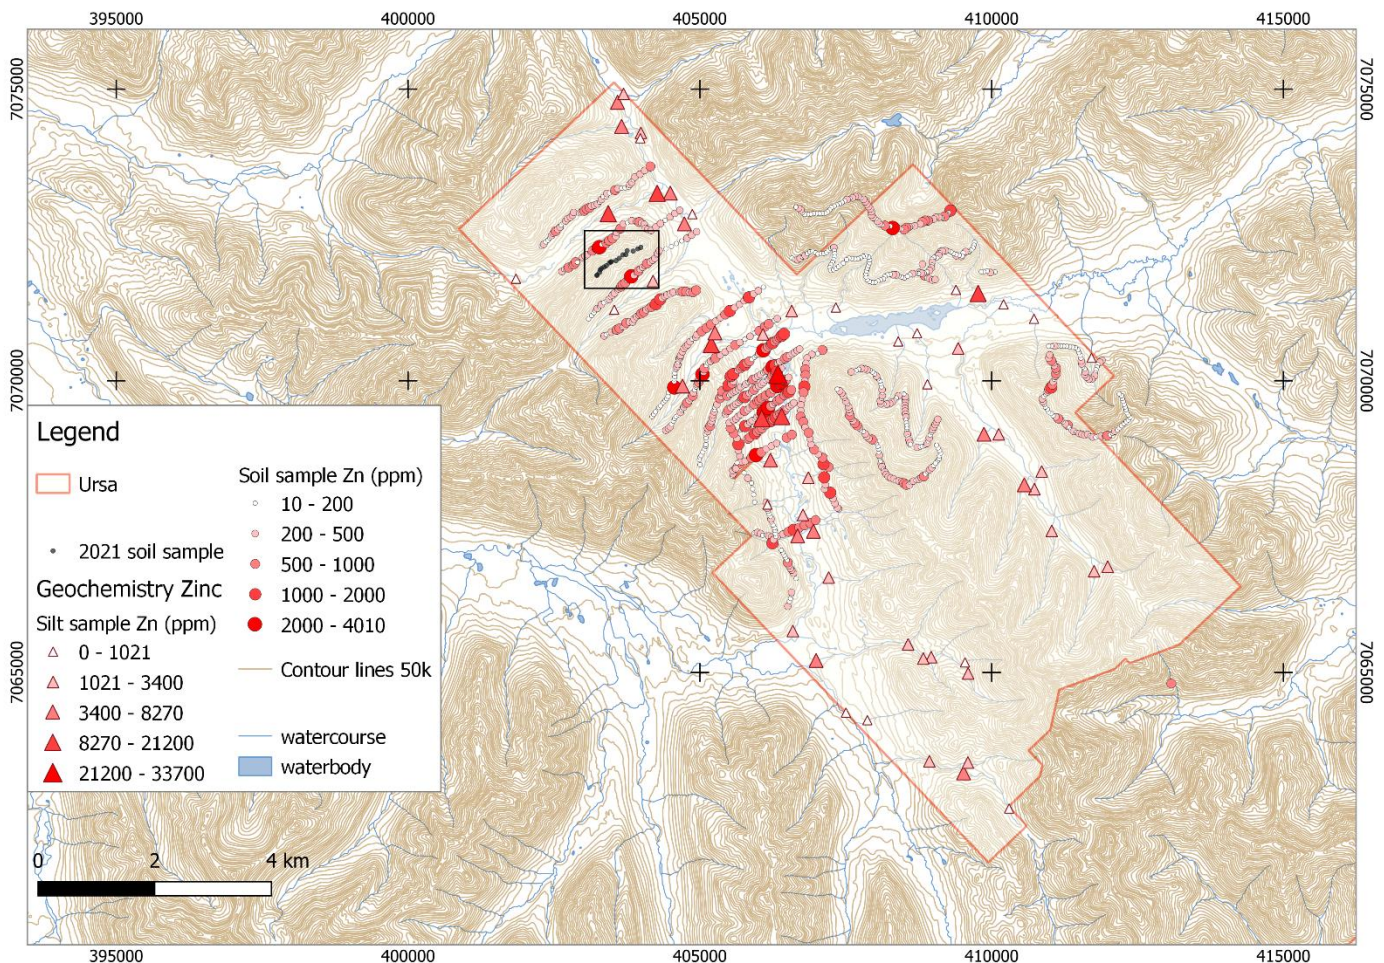 395000 400000 405000 410000 415000
7075000 7075000
7070000 7070000
Legend
Ursa
2021 soil sample
Geochemistry Zinc
Silt sample Zn (ppm)
0 - 1021
1021 - 3400
3400 - 8270
8270 - 21200
21200 - 33700
Soil sample Zn (ppm)
10 - 200
200 - 500
500 - 1000
1000 - 2000
2000 - 4010
Contour lines 50k
watercourse
waterbody
7065000 7065000
0 2 4 km
395000 400000 405000 410000 415000